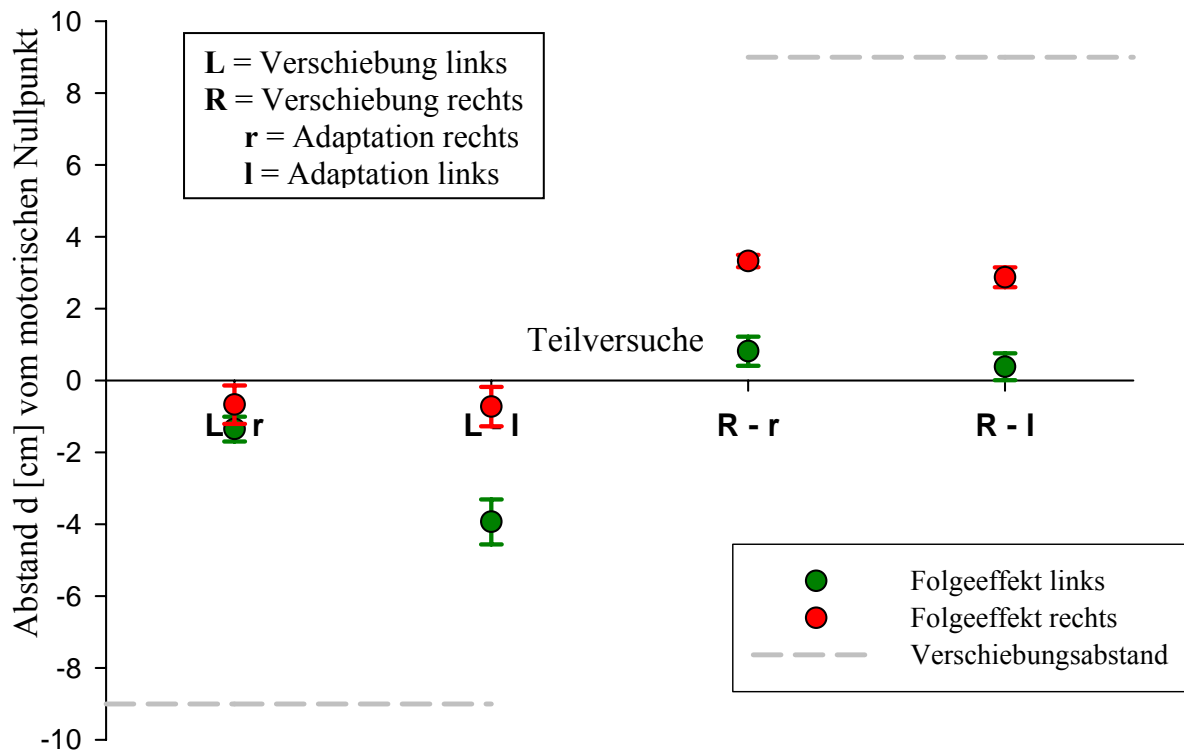 Abstand d [cm] vom motorischen Nullpunkt
10
8
6
4
2
0
-2
-4
-6
-8
-10
L = Verschiebung links
R = Verschiebung rechts
r = Adaptation rechts
l = Adaptation links
Teilversuche
L - r
L - l
R - r
R - l
Folgeeffekt links
Folgeeffekt rechts
Verschiebungsabstand